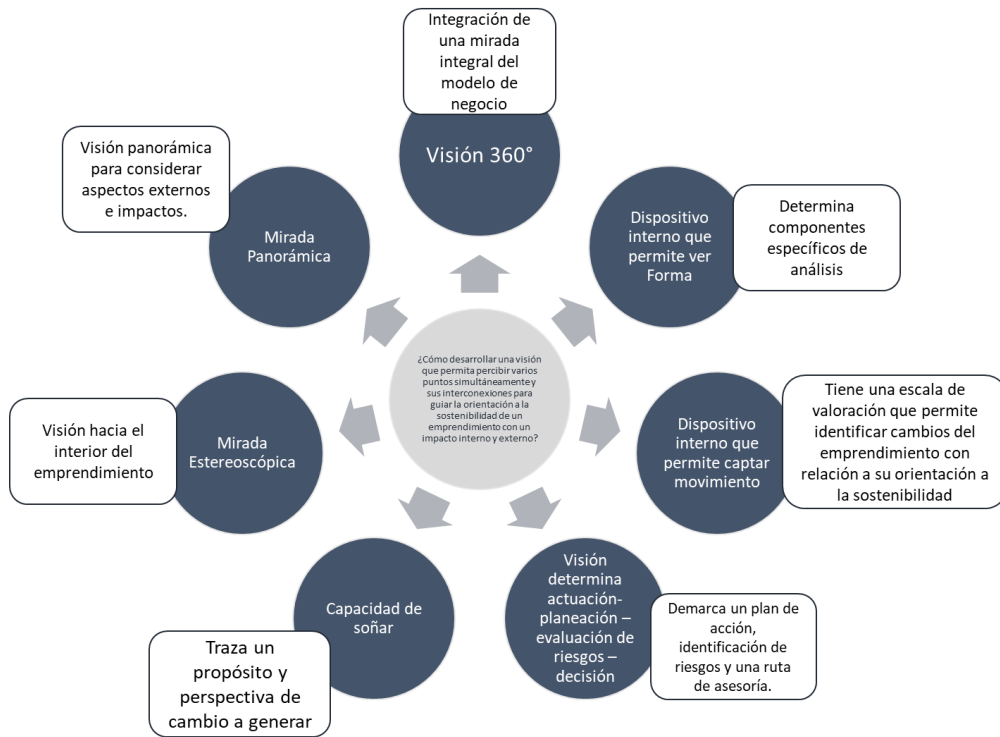 Integración de
una mirada
integral del
modelo de
negocio
Visión 360°
Dispositivo
interno que
permite ver
Forma
Determina
componentes
específicos de
análisis
Dispositivo
interno que
permite captar
movimiento
Tiene una escala de
valoración que permite
identificar cambios del
emprendimiento con
relación a su orientación a
la sostenibilidad
Visión
determina
actuación-
planeación –
evaluación de
riesgos –
decisión
Demarca un plan de
acción,
identificación de
riesgos y una ruta
de asesoría.
Capacidad de
soñar
Traza un
propósito y
perspectiva de
cambio a generar
Mirada
Estereoscópica
Visión hacia el
interior del
emprendimiento
Mirada
Panorámica
Visión panorámica
para considerar
aspectos externos
e impactos.
¿Cómo desarrollar una visión
que permita percibir varios
puntos simultáneamente y
sus interconexiones para
guiar la orientación a la
sostenibilidad de un
emprendimiento con un
impacto interno y externo?